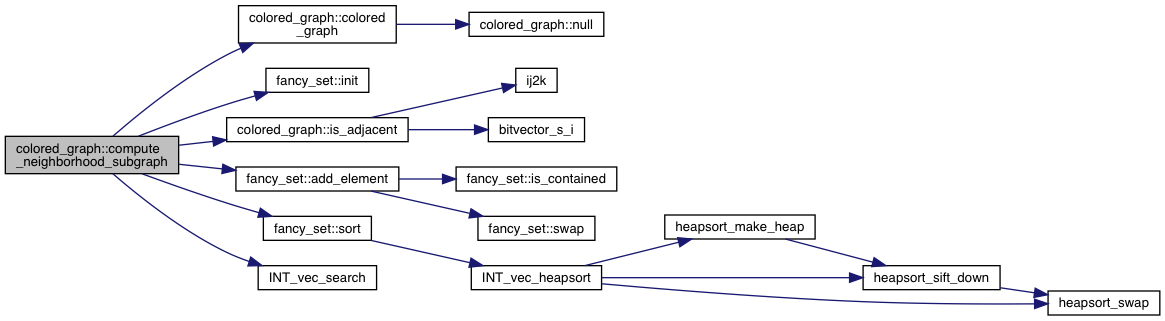 colored_graph::colored
_graph
colored_graph::null
fancy_set::init
ij2k
colored_graph::is_adjacent
bitvector_s_i
colored_graph::compute
_neighborhood_subgraph
fancy_set::add_element
fancy_set::is_contained
fancy_set::sort
fancy_set::swap
heapsort_make_heap
INT_vec_search
INT_vec_heapsort
heapsort_sift_down
heapsort_swap